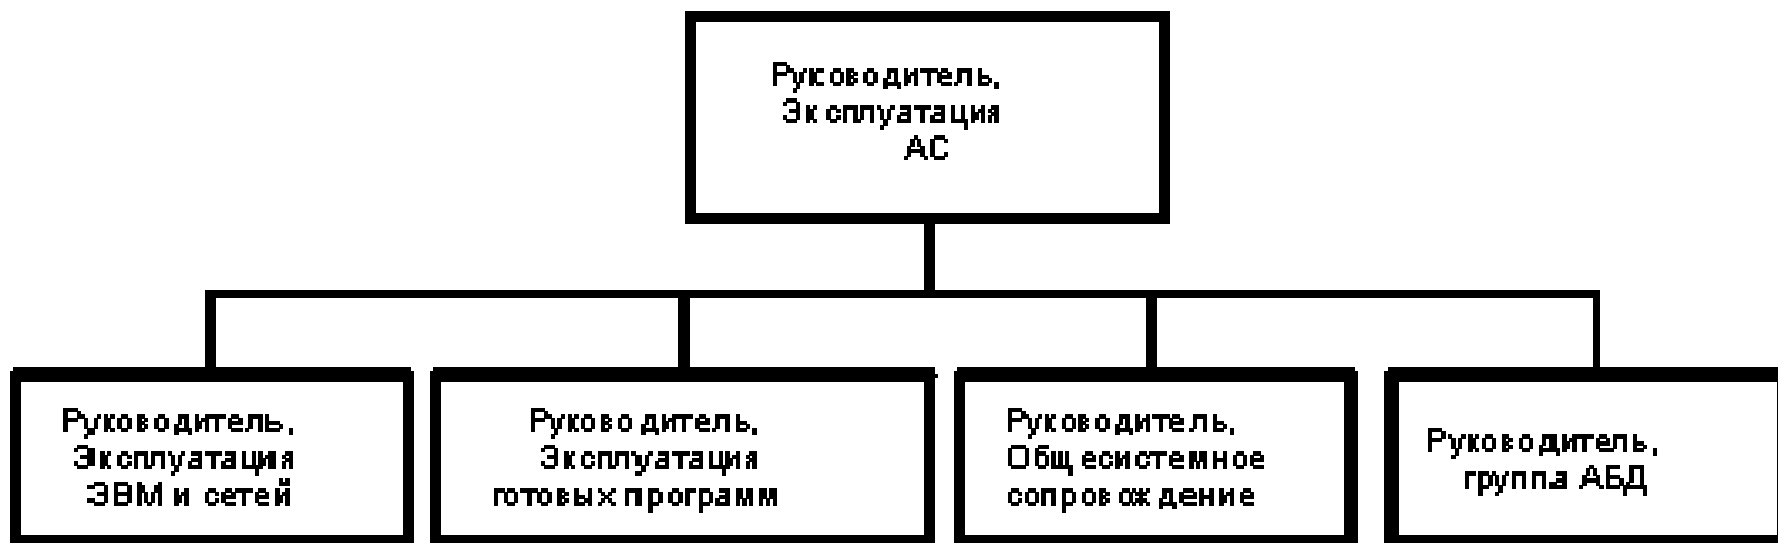 Руководитель,
Эксплуатация
АС
Руководитель,
Эксплуатация
ЭВМ и сетей
Руководитель,
Эксплуатация
готовых программ
Руководитель,
Общесистемное
сопровождение
Руководитель,
группа АБД